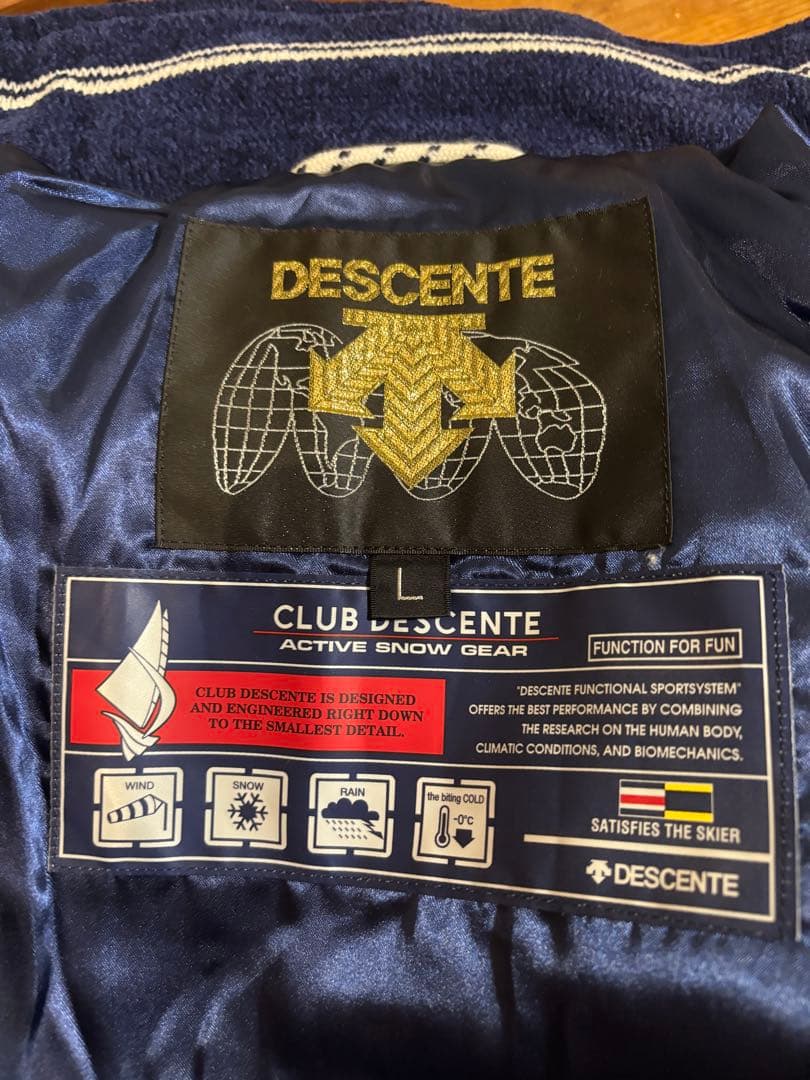 DESCENTE
L
CLUB DESCENTE
ACTIVE SNOW GEAR
FUNCTION FOR FUN
CLUB DESCENTE IS DESIGNED
AND ENGINEERED RIGHT DOWN
TO THE SMALLEST DETAIL.
"DESCENTE FUNCTIONAL SPORTSYSTEM"
OFFERS THE BEST PERFORMANCE BY COMBINING
THE RESEARCH ON THE HUMAN BODY,
CLIMATIC CONDITIONS, AND BIOMECHANICS.
WIND
SNOW
RAIN
the biting COLD
-0°C
SATISFIES THE SKIER
DESCENTE